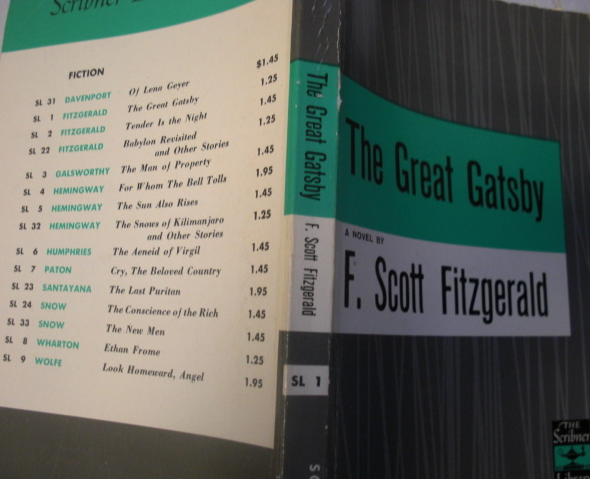 Scribner
FICTION
SL 31 DAVENPORT Of Lena Geyer $1.45
SL 1 FITZGERALD The Great Gatsby 1.25
SL 2 FITZGERALD Tender Is the Night 1.45
SL 22 FITZGERALD Babylon Revisited
and Other Stories 1.25
SL 3 GALSWORTHY The Man of Property 1.45
SL 4 HEMINGWAY For Whom The Bell Tolls 1.95
SL 5 HEMINGWAY The Sun Also Rises 1.45
SL 32 HEMINGWAY The Snows of Kilimanjaro
and Other Stories 1.25
SL 6 HUMPHRIES The Aeneid of Virgil 1.45
SL 7 PATON Cry, The Beloved Country 1.45
SL 23 SANTAYANA The Last Puritan 1.95
SL 24 SNOW The Conscience of the Rich 1.45
SL 33 SNOW The New Men 1.45
SL 8 WHARTON Ethan Frome 1.25
SL 9 WOLFE Look Homeward, Angel 1.95
The Great Gatsby
F. Scott Fitzgerald
SL 1
The Great Gatsby
A NOVEL BY
F. Scott Fitzgerald
THE
Scribner
Library